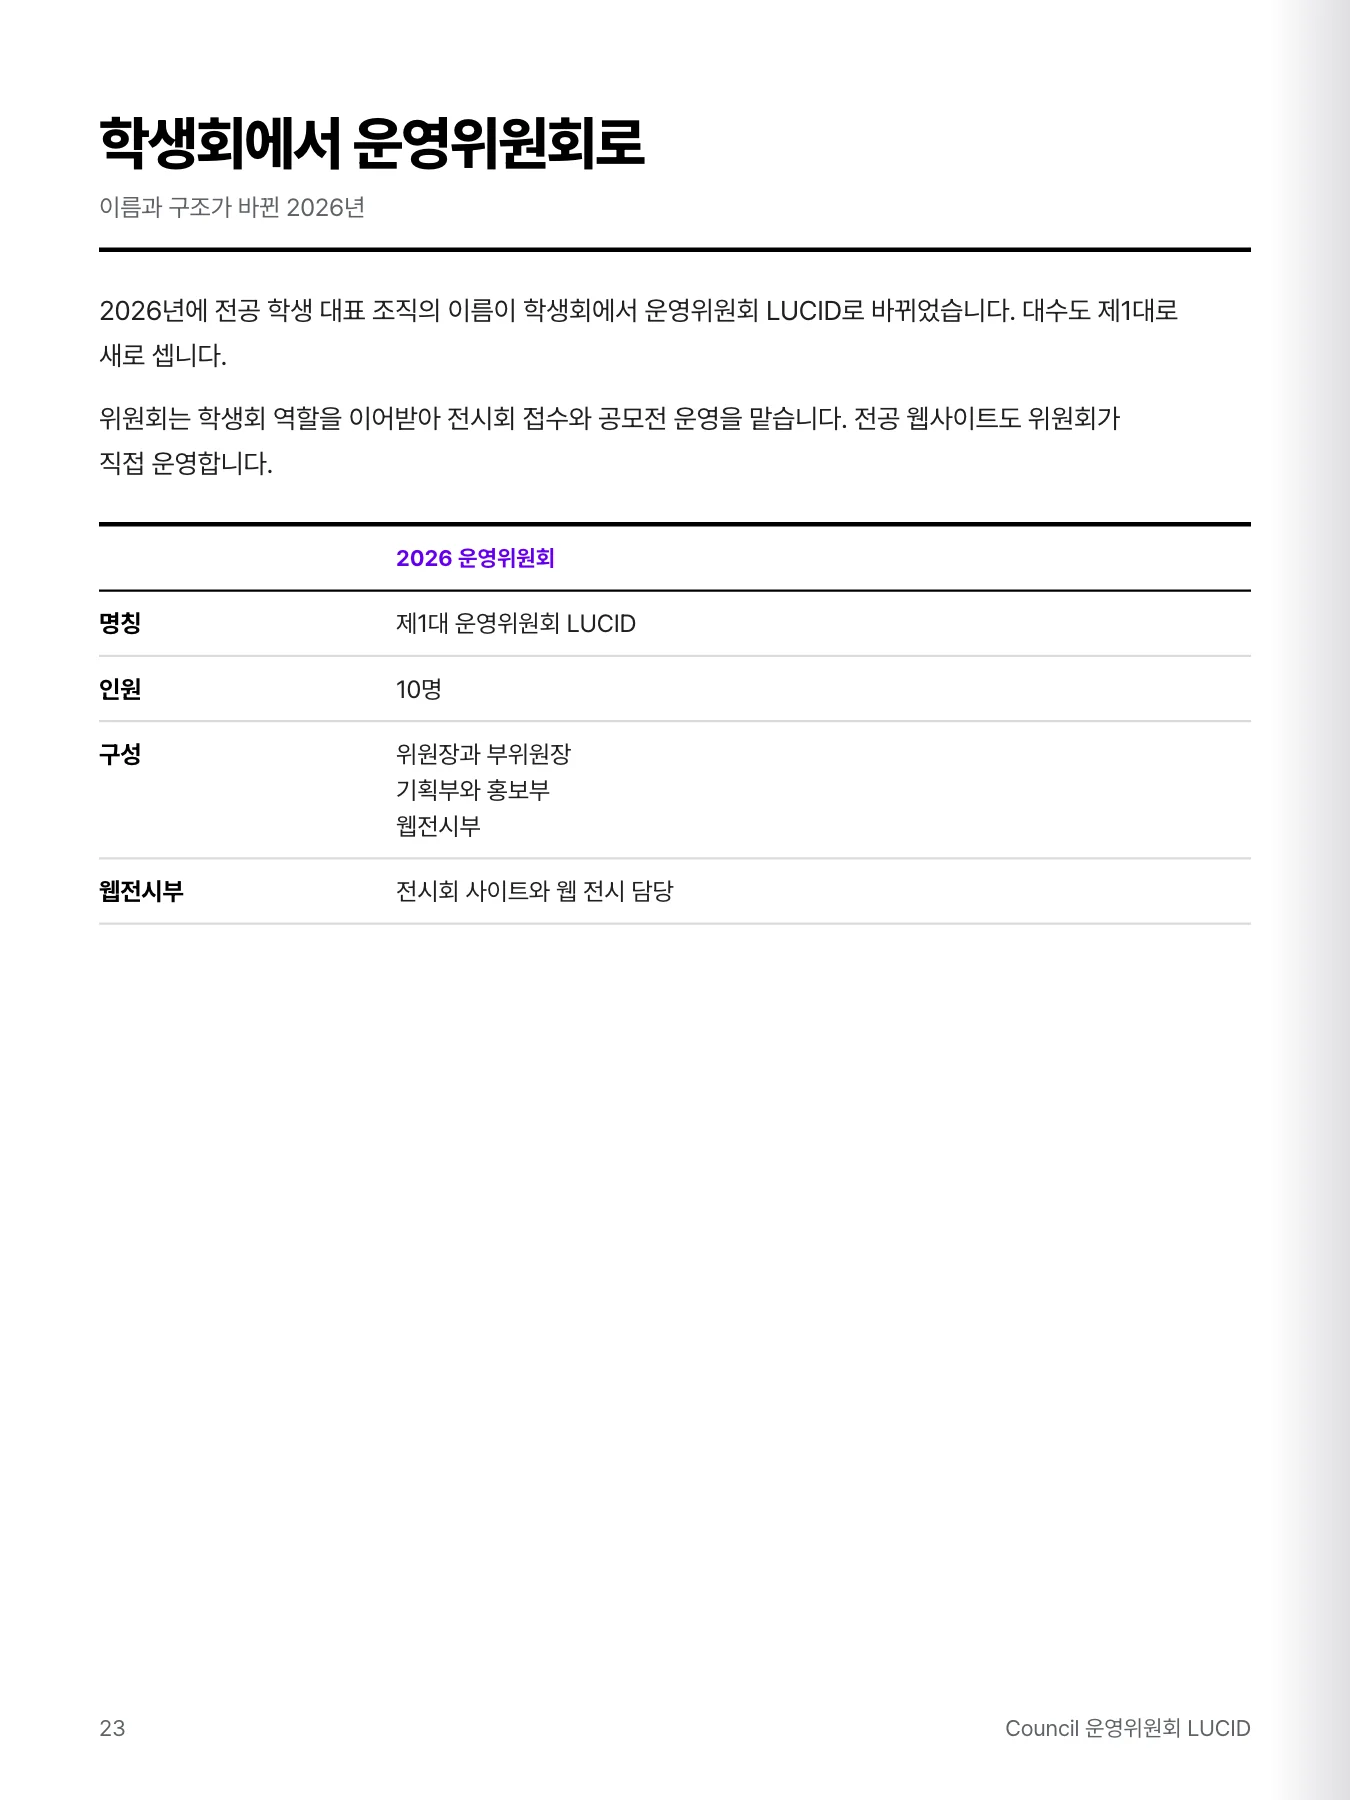 학생회에서 운영위원회로
이름과 구조가 바뀐 2026년
2026년에 전공 학생 대표 조직의 이름이 학생회에서 운영위원회 LUCID로 바뀌었습니다. 대수도 제1대로
새로 셉니다.
위원회는 학생회 역할을 이어받아 전시회 접수와 공모전 운영을 맡습니다. 전공 웹사이트도 위원회가
직접 운영합니다.
2026 운영위원회
명칭 제1대 운영위원회 LUCID
인원 10명
구성 위원장과 부위원장
기획부와 홍보부
웹전시부
웹전시부 전시회 사이트와 웹 전시 담당
23 Council 운영위원회 LUCID